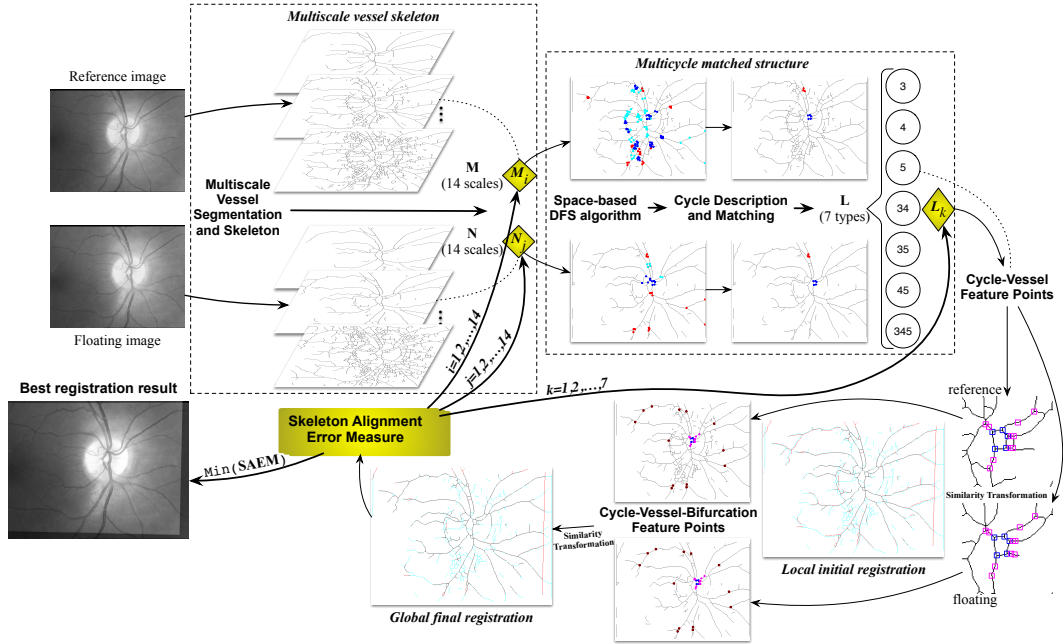 Multiscale vessel skeleton
Reference image
Floating image
Multiscale
Vessel
Segmentation
and Skeleton
M
(14 scales)
N
(14 scales)
M_i
N_j
Multicycle matched structure
Space-based
DFS algorithm
Cycle Description
and Matching
L
(7 types)
3
4
5
34
35
45
345
L_k
Cycle-Vessel
Feature Points
i=1,2,…,14
j=1,2,…,14
k=1,2,…,7
Best registration result
Skeleton Alignment
Error Measure
Min(SAEM)
reference
Similarity Transformation
floating
Local initial registration
Cycle-Vessel-Bifurcation
Feature Points
Similarity
Transformation
Global final registration